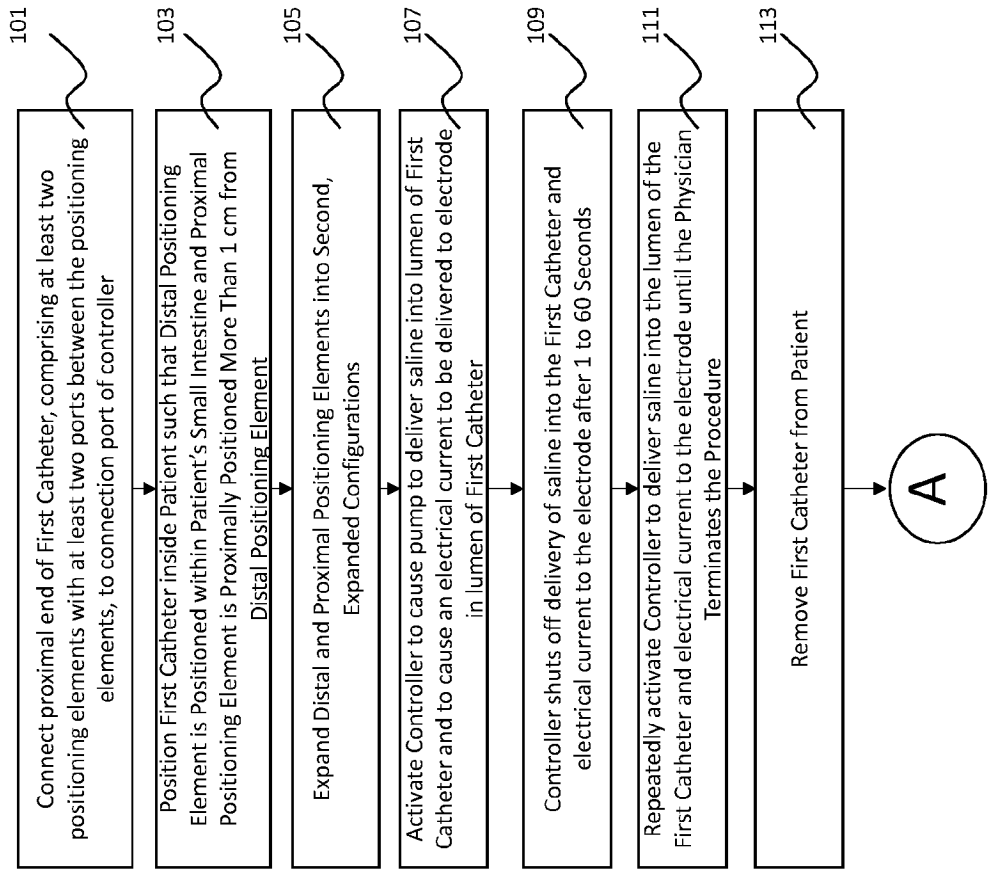 101
Connect proximal end of First Catheter, comprising at least two
positioning elements with at least two ports between the positioning
elements, to connection port of controller
103
Position First Catheter inside Patient such that Distal Positioning
Element is Positioned within Patient's Small Intestine and Proximal
Positioning Element is Proximally Positioned More Than 1 cm from
Distal Positioning Element
105
Expand Distal and Proximal Positioning Elements into Second,
Expanded Configurations
107
Activate Controller to cause pump to deliver saline into lumen of First
Catheter and to cause an electrical current to be delivered to electrode
in lumen of First Catheter
109
Controller shuts off delivery of saline into the First Catheter and
electrical current to the electrode after 1 to 60 Seconds
111
Repeatedly activate Controller to deliver saline into the lumen of the
First Catheter and electrical current to the electrode until the Physician
Terminates the Procedure
113
Remove First Catheter from Patient
A